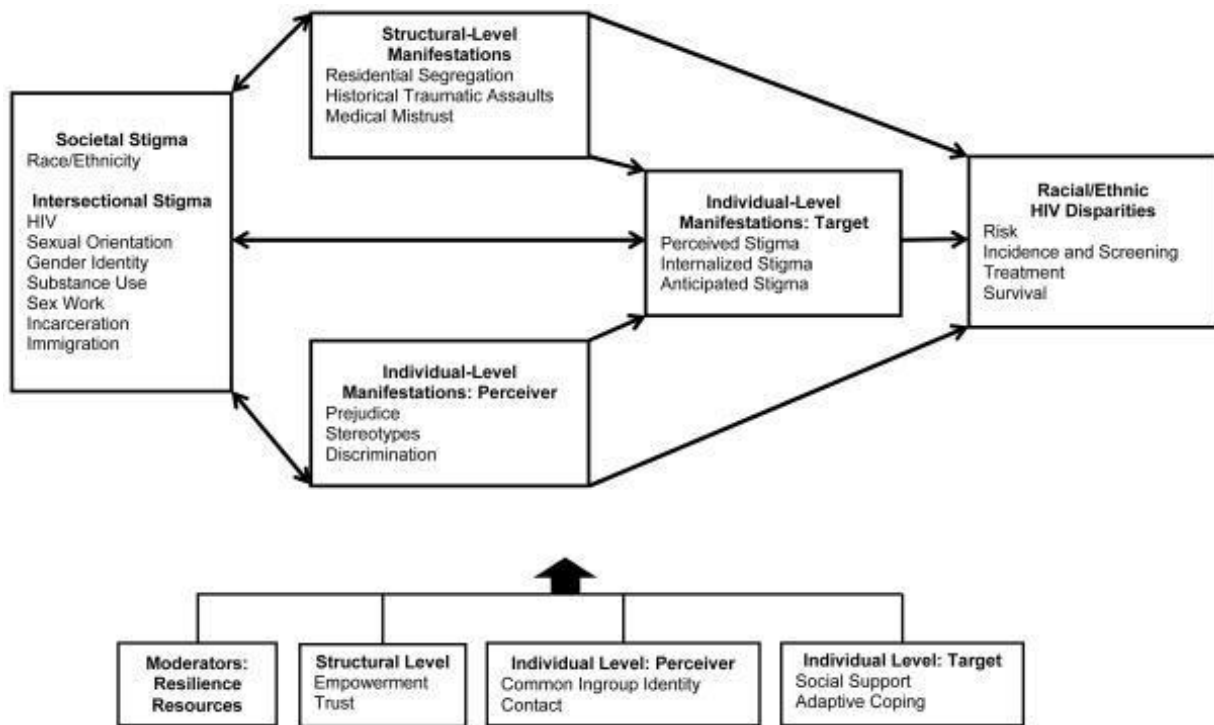 Structural-Level
Manifestations
Residential Segregation
Historical Traumatic Assaults
Medical Mistrust
Societal Stigma
Race/Ethnicity
Intersectional Stigma
HIV
Sexual Orientation
Gender Identity
Substance Use
Sex Work
Incarceration
Immigration
Individual-Level
Manifestations: Target
Perceived Stigma
Internalized Stigma
Anticipated Stigma
Racial/Ethnic
HIV Disparities
Risk
Incidence and Screening
Treatment
Survival
Individual-Level
Manifestations: Perceiver
Prejudice
Stereotypes
Discrimination
Moderators:
Resilience
Resources
Structural Level
Empowerment
Trust
Individual Level: Perceiver
Common Ingroup Identity
Contact
Individual Level: Target
Social Support
Adaptive Coping